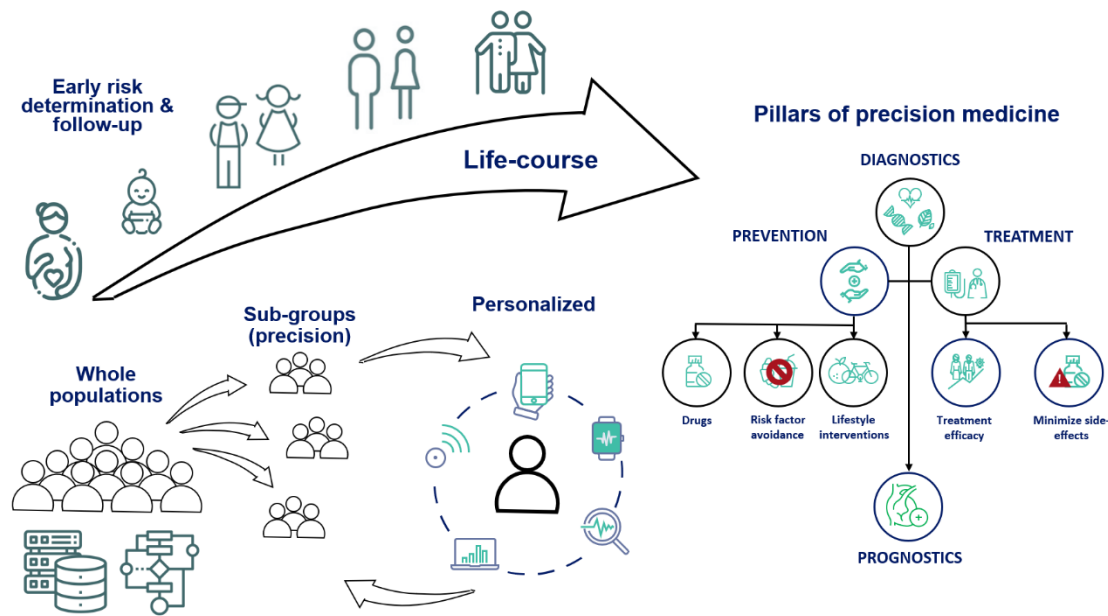 Early risk
determination &
follow-up
Life-course
Whole
populations
Sub-groups
(precision)
Personalized
Pillars of precision medicine
DIAGNOSTICS
PREVENTION
TREATMENT
Drugs
Risk factor
avoidance
Lifestyle
interventions
Treatment
efficacy
Minimize side-
effects
PROGNOSTICS